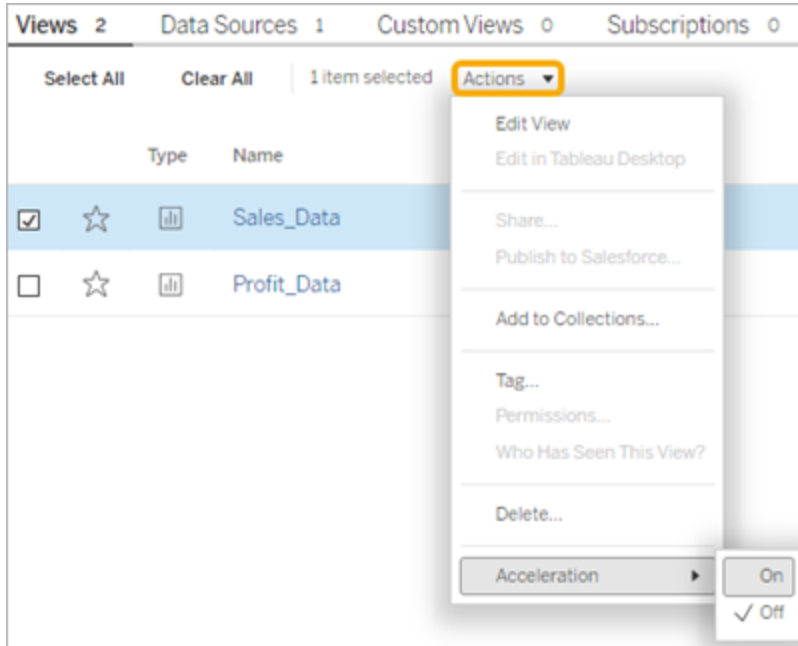 Views 2 Data Sources 1 Custom Views 0 Subscriptions 0
Select All Clear All 1 item selected Actions
Type Name
Sales_Data
Profit_Data
Edit View
Edit in Tableau Desktop
Share...
Publish to Salesforce...
Add to Collections...
Tag...
Permissions...
Who Has Seen This View?
Delete...
Acceleration
On
Off